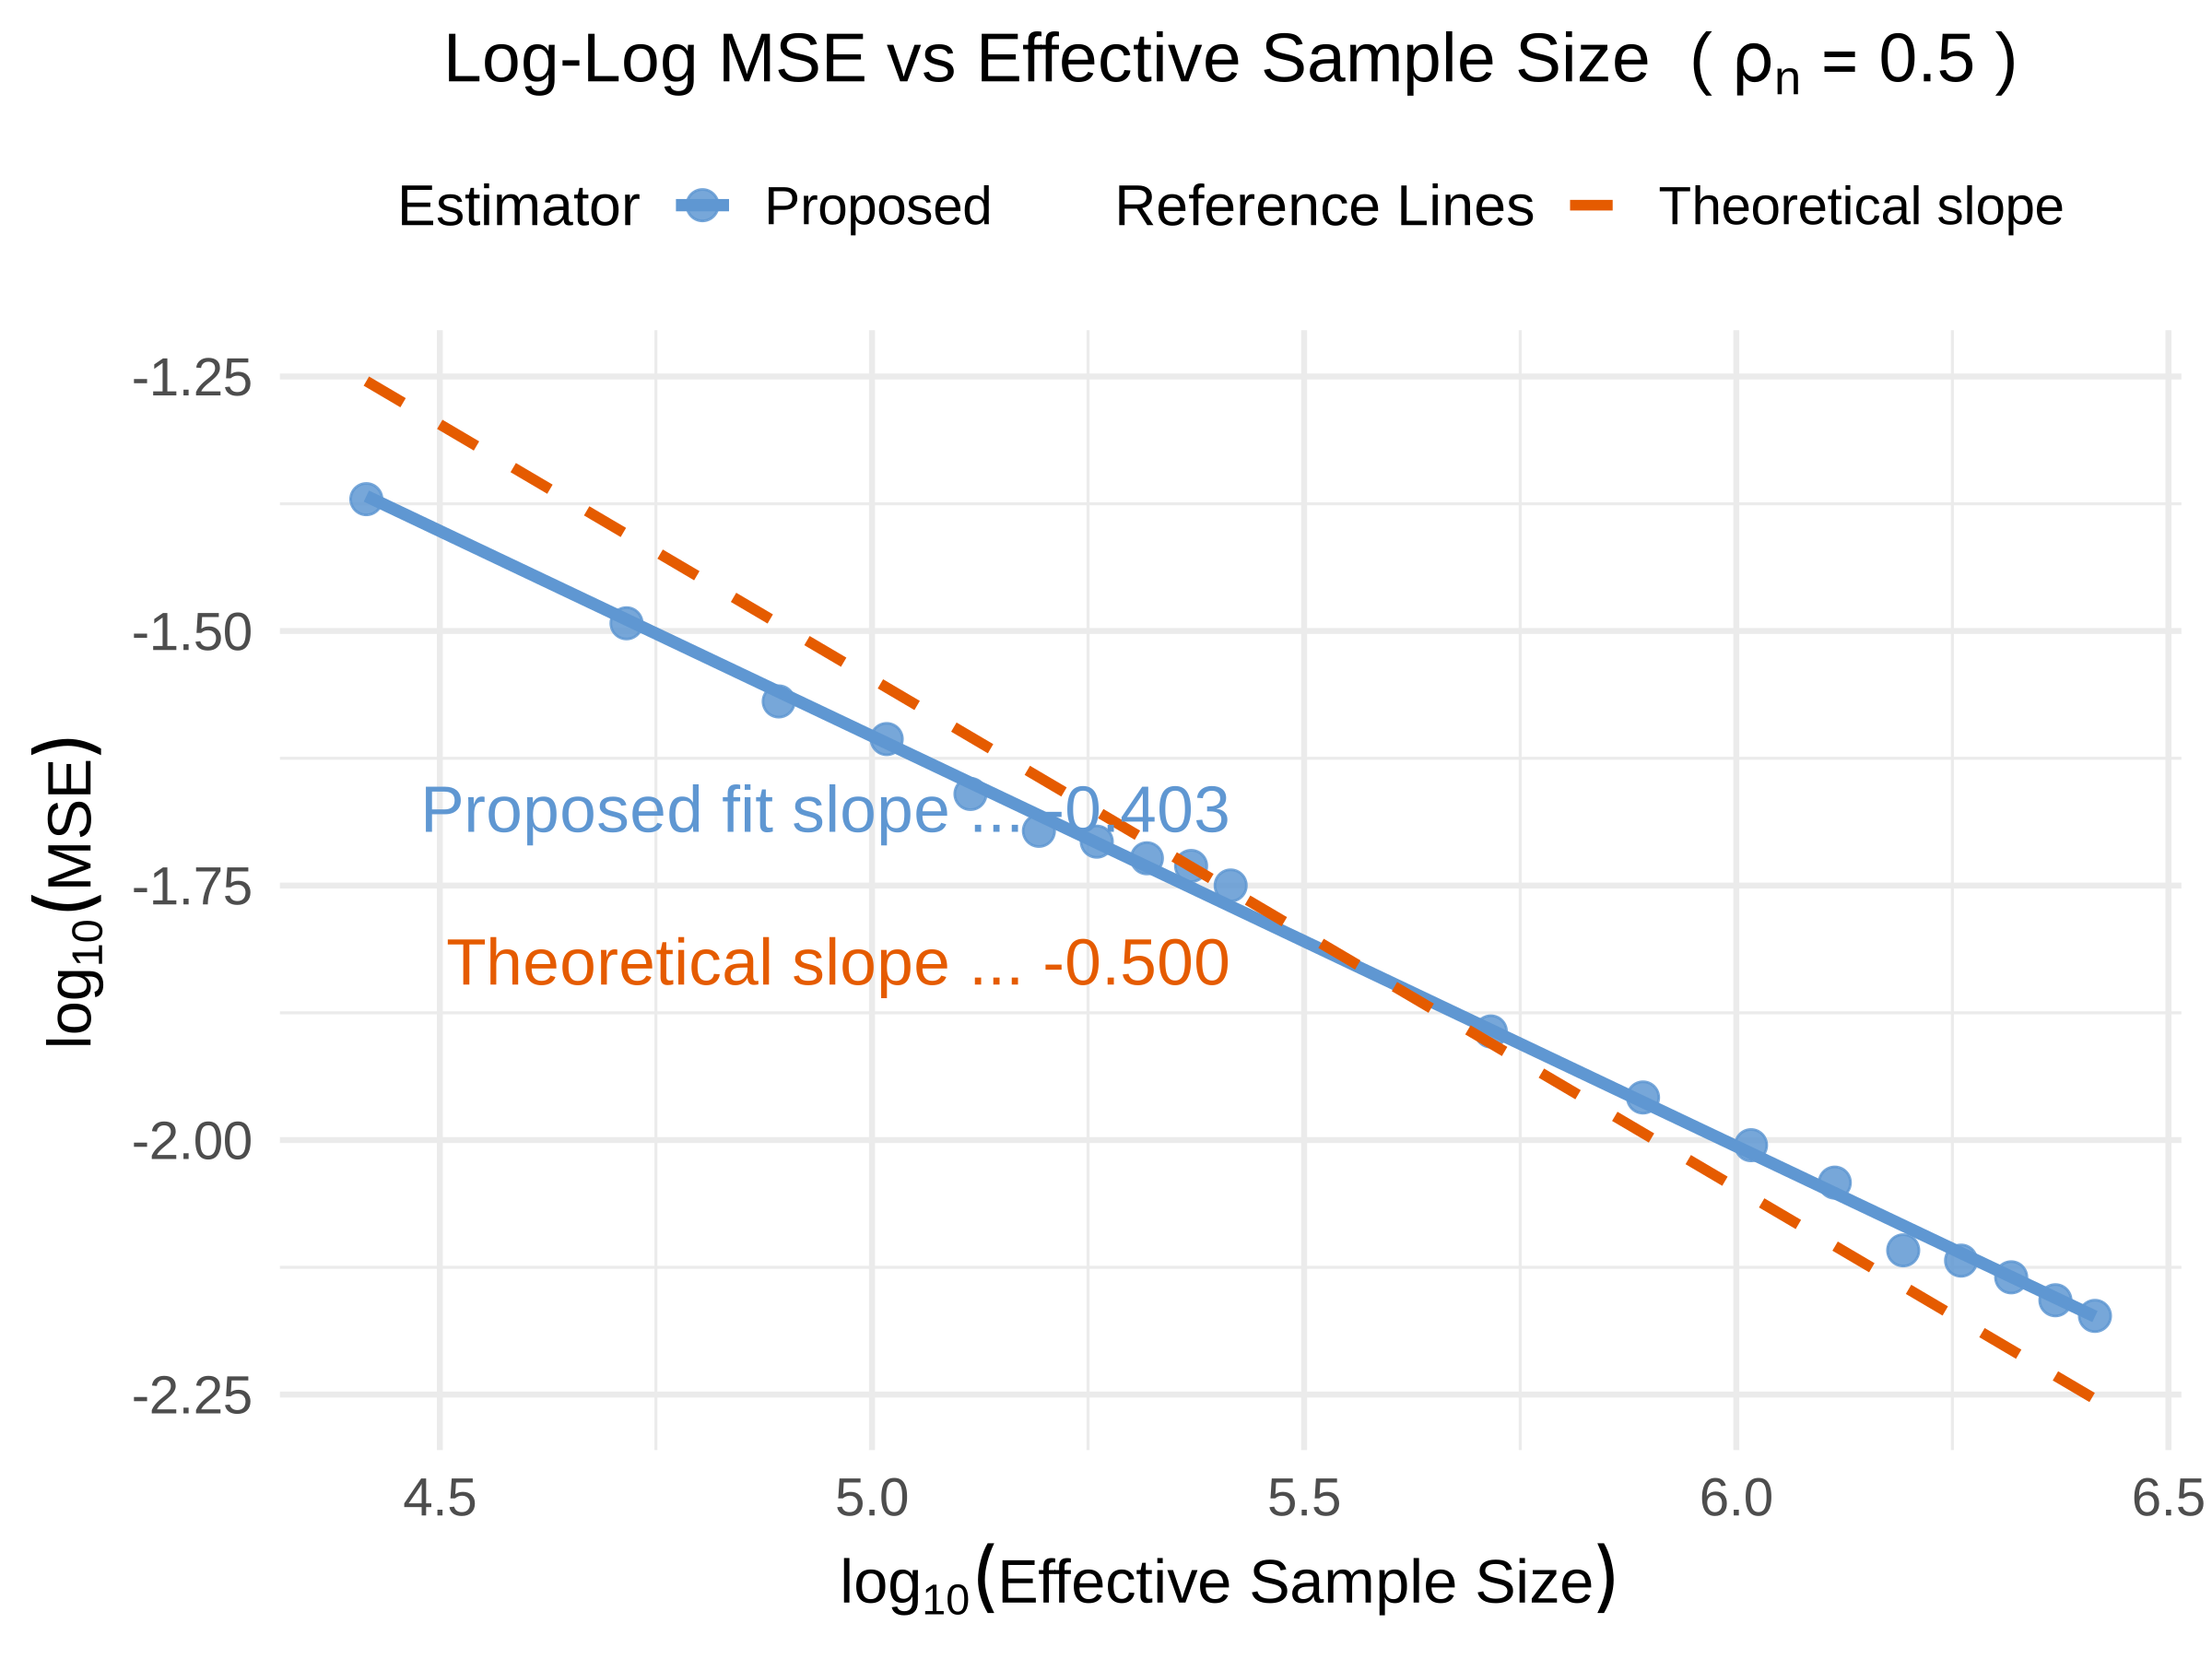 Log-Log MSE vs Effective Sample Size ( ρn = 0.5 )
Estimator Proposed Reference Lines Theoretical slope
-1.25
-1.50
-1.75
-2.00
-2.25
log10(MSE)
Proposed fit slope ... -0.403
Theoretical slope ... -0.500
4.5 5.0 5.5 6.0 6.5
log10(Effective Sample Size)